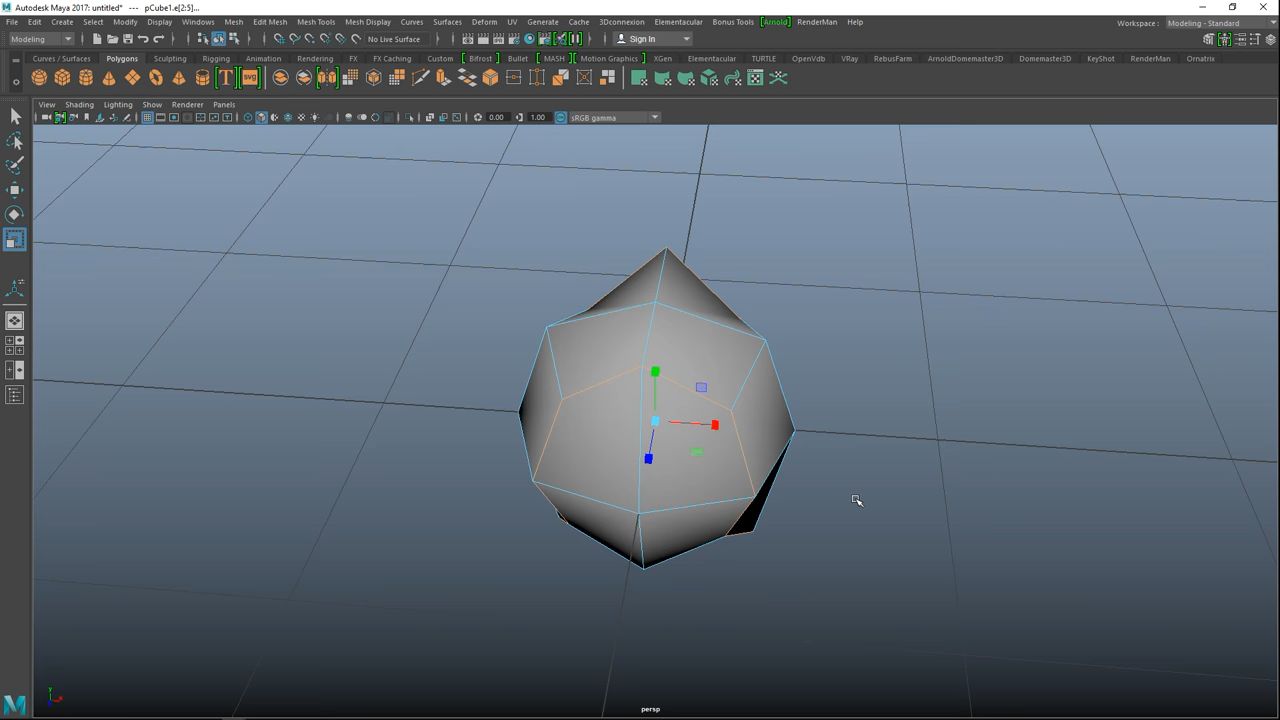 Autodesk Maya 2017: untitled*   ---   pCube1.e[2:5]...
File Edit Create Select Modify Display Windows Mesh Edit Mesh Mesh Tools Mesh Display Curves Surfaces Deform UV Generate Cache 3Dconnexion Elementacular Bonus Tools [Arnold] RenderMan Help
Workspace : Modeling - Standard
Modeling No Live Surface Sign In
Curves / Surfaces Polygons Sculpting Rigging Animation Rendering FX FX Caching Custom [ Bifrost ] Bullet [ MASH ] [ Motion Graphics ] XGen Elementacular TURTLE OpenVdb VRay RebusFarm ArnoldDomemaster3D Domemaster3D KeyShot RenderMan Ornatrix
T svg
View Shading Lighting Show Renderer Panels
0.00 1.00 sRGB gamma
y
persp